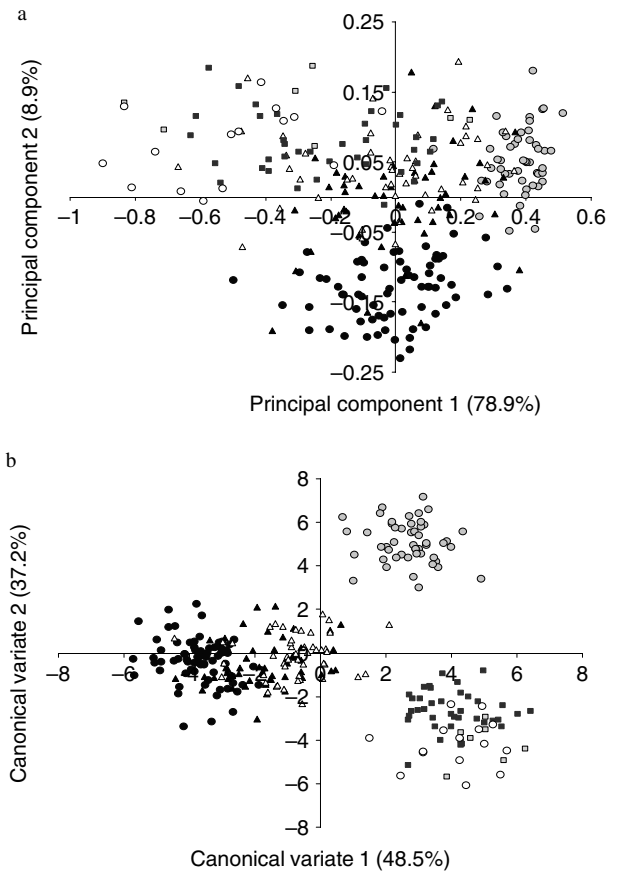 a
0.25
0.15
0.05
−1 −0.8 −0.6 −0.4 −0.2 0 0.2 0.4 0.6
−0.05
−0.15
−0.25
Principal component 2 (8.9%)
Principal component 1 (78.9%)
b
8
6
4
2
0
−8 −6 −4 −2 0 2 4 6 8
−2
−4
−6
−8
Canonical variate 2 (37.2%)
Canonical variate 1 (48.5%)